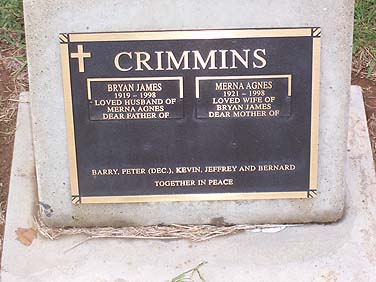 CRIMMINS
BRYAN JAMES
1919 - 1998
LOVED HUSBAND OF
MERNA AGNES
DEAR FATHER OF
MERNA AGNES
1921 - 1998
LOVED WIFE OF
BRYAN JAMES
DEAR MOTHER OF
BARRY, PETER (DEC.), KEVIN, JEFFREY AND BERNARD
TOGETHER IN PEACE